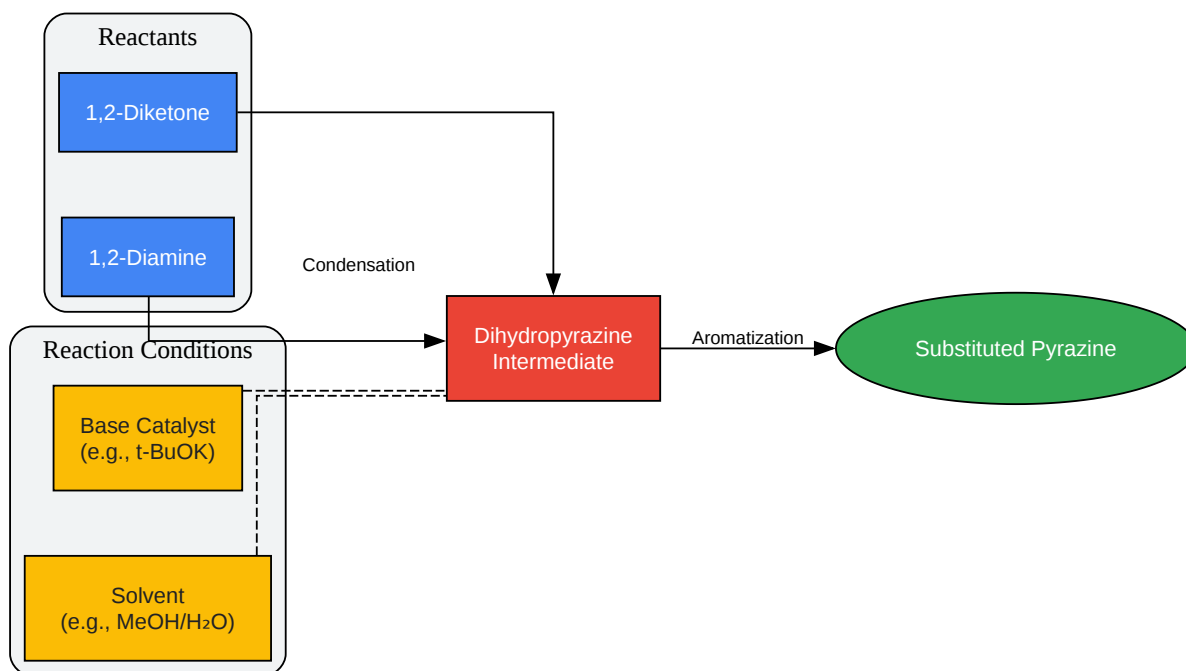 Reactants
1,2-Diketone
1,2-Diamine
Condensation
Reaction Conditions
Base Catalyst
(e.g., t-BuOK)
Solvent
(e.g., MeOH/H₂O)
Dihydropyrazine
Intermediate
Aromatization
Substituted Pyrazine